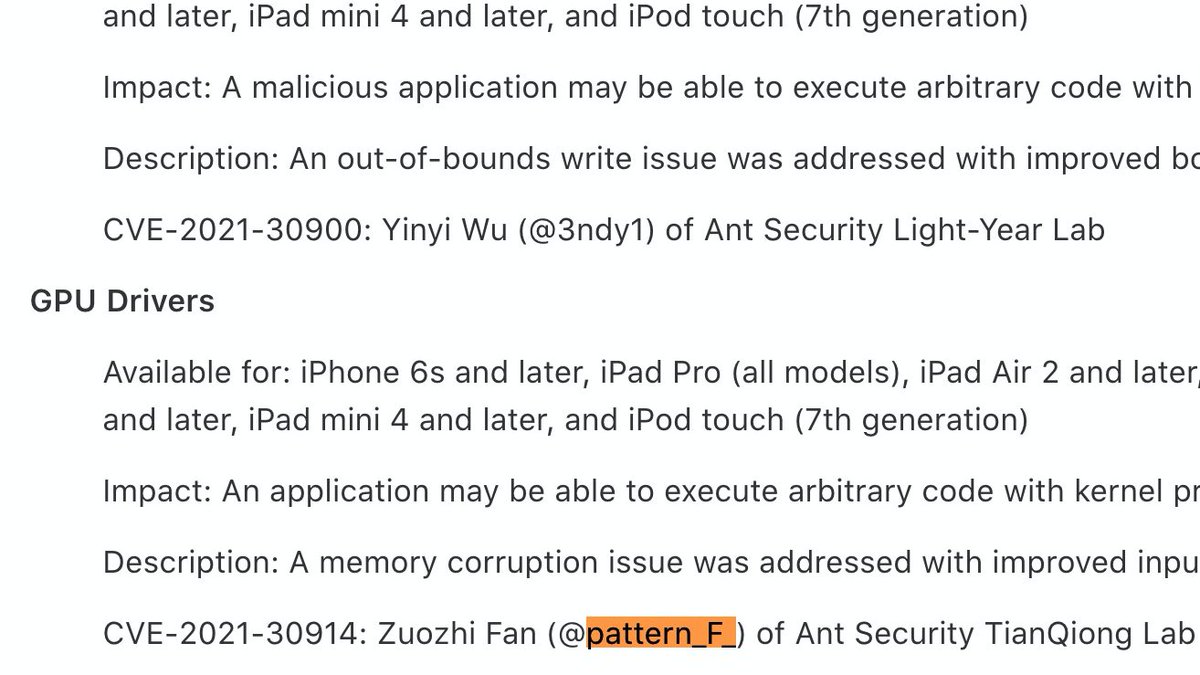 and later, iPad mini 4 and later, and iPod touch (7th generation)
Impact: A malicious application may be able to execute arbitrary code with
Description: An out-of-bounds write issue was addressed with improved
CVE-2021-30900: Yinyi Wu (@3ndy1) of Ant Security Light-Year Lab
GPU Drivers
Available for: iPhone 6s and later, iPad Pro (all models), iPad Air 2 and later,
and later, iPad mini 4 and later, and iPod touch (7th generation)
Impact: An application may be able to execute arbitrary code with kernel
Description: A memory corruption issue was addressed with improved
CVE-2021-30914: Zuozhi Fan (@pattern_F_) of Ant Security TianQiong Lab